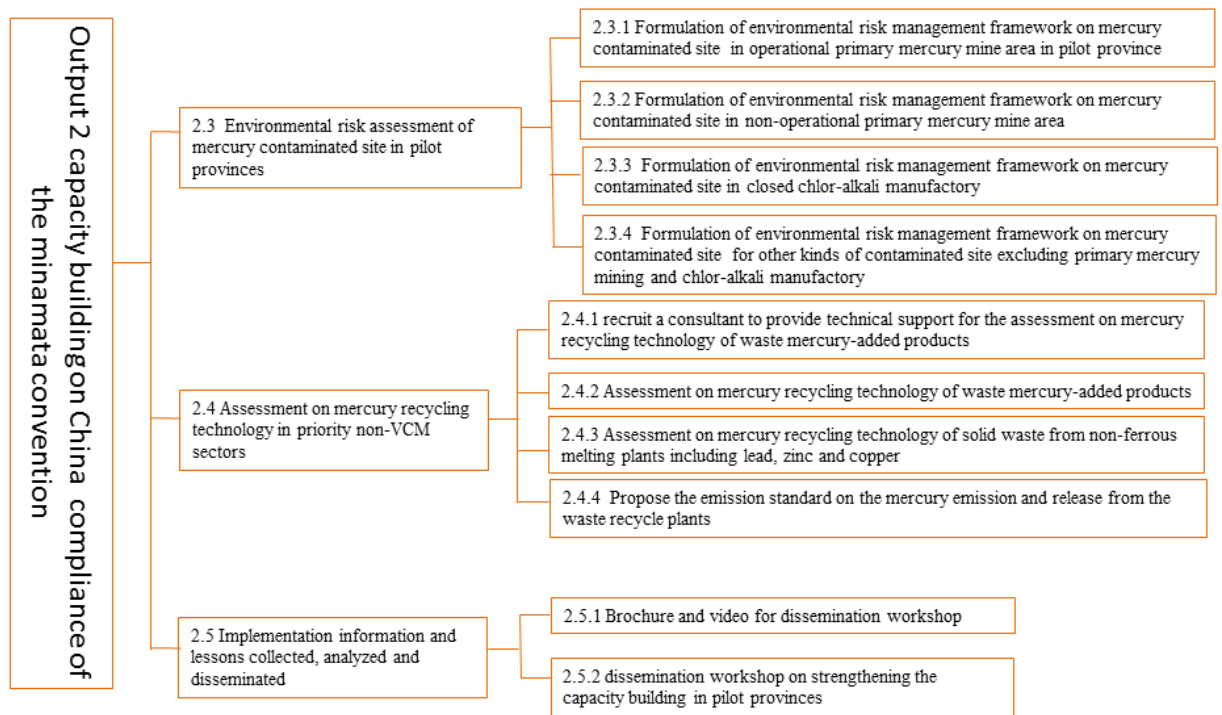 Output 2 capacity building on China compliance of
the minamata convention
2.3 Environmental risk assessment of
mercury contaminated site in pilot
provinces
2.3.1 Formulation of environmental risk management framework on mercury
contaminated site in operational primary mercury mine area in pilot province
2.3.2 Formulation of environmental risk management framework on mercury
contaminated site in non-operational primary mercury mine area
2.3.3 Formulation of environmental risk management framework on mercury
contaminated site in closed chlor-alkali manufactory
2.3.4 Formulation of environmental risk management framework on mercury
contaminated site for other kinds of contaminated site excluding primary mercury
mining and chlor-alkali manufactory
2.4 Assessment on mercury recycling
technology in priority non-VCM
sectors
2.4.1 recruit a consultant to provide technical support for the assessment on mercury
recycling technology of waste mercury-added products
2.4.2 Assessment on mercury recycling technology of waste mercury-added products
2.4.3 Assessment on mercury recycling technology of solid waste from non-ferrous
melting plants including lead, zinc and copper
2.4.4 Propose the emission standard on the mercury emission and release from the
waste recycle plants
2.5 Implementation information and
lessons collected, analyzed and
disseminated
2.5.1 Brochure and video for dissemination workshop
2.5.2 dissemination workshop on strengthening the
capacity building in pilot provinces